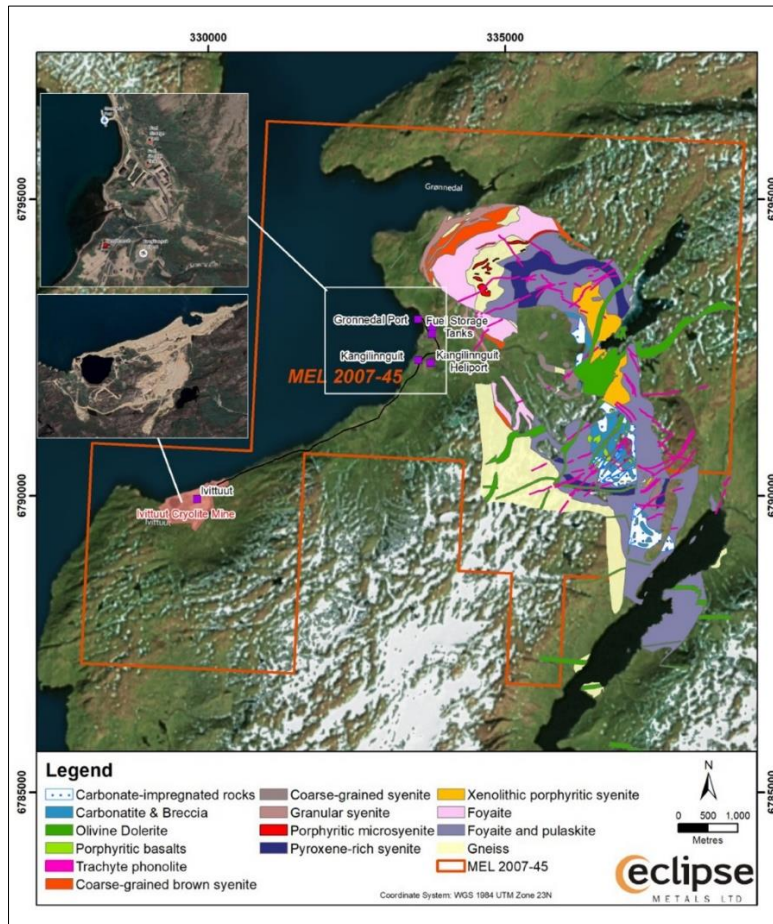 330000
335000
6795000
6795000
Grønnedal
Gronnedal Port
Fuel Storage
Tanks
Kangilinnguit
Kangilinnguit
Heliport
MEL 2007-45
6790000
6790000
Ivittuut
Ivittuut Cryolite Mine
Ivittuut
6785000
6785000
Legend
Carbonate-impregnated rocks
Carbonatite & Breccia
Olivine Dolerite
Porphyritic basalts
Trachyte phonolite
Coarse-grained brown syenite
Coarse-grained syenite
Granular syenite
Porphyritic microsyenite
Pyroxene-rich syenite
Xenolithic porphyritic syenite
Foyaite
Foyaite and pulaskite
Gneiss
MEL 2007-45
N
0 500 1,000
Metres
Coordinate System: WGS 1984 UTM Zone 23N
eclipse
METALS LTD